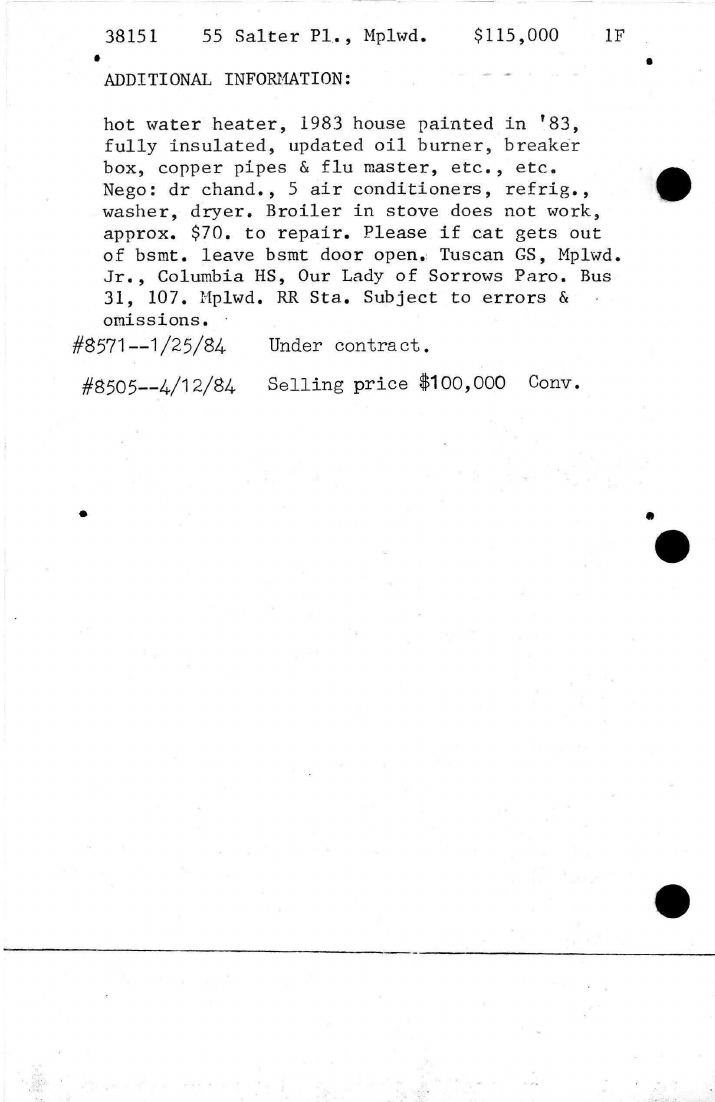 38151 55 Salter Pl., Mplwd. $115,000 1F
ADDITIONAL INFORMATION:
hot water heater, 1983 house painted in '83,
fully insulated, updated oil burner, breaker
box, copper pipes & flu master, etc., etc.
Nego: dr chand., 5 air conditioners, refrig.,
washer, dryer. Broiler in stove does not work,
approx. $70. to repair. Please if cat gets out
of bsmt. leave bsmt door open. Tuscan GS, Mplwd.
Jr., Columbia HS, Our Lady of Sorrows Paro. Bus
31, 107. Mplwd. RR Sta. Subject to errors &
omissions.
#8571--1/25/84 Under contract.
#8505--4/12/84 Selling price $100,000 Conv.